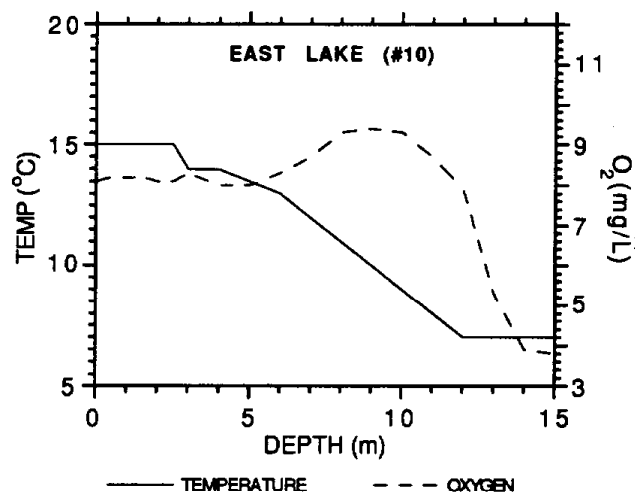 EAST LAKE (#10)
20
15
10
5
TEMP (°C)
11
9
7
5
3
O2 (mg/L)
0
5
10
15
DEPTH (m)
TEMPERATURE
OXYGEN